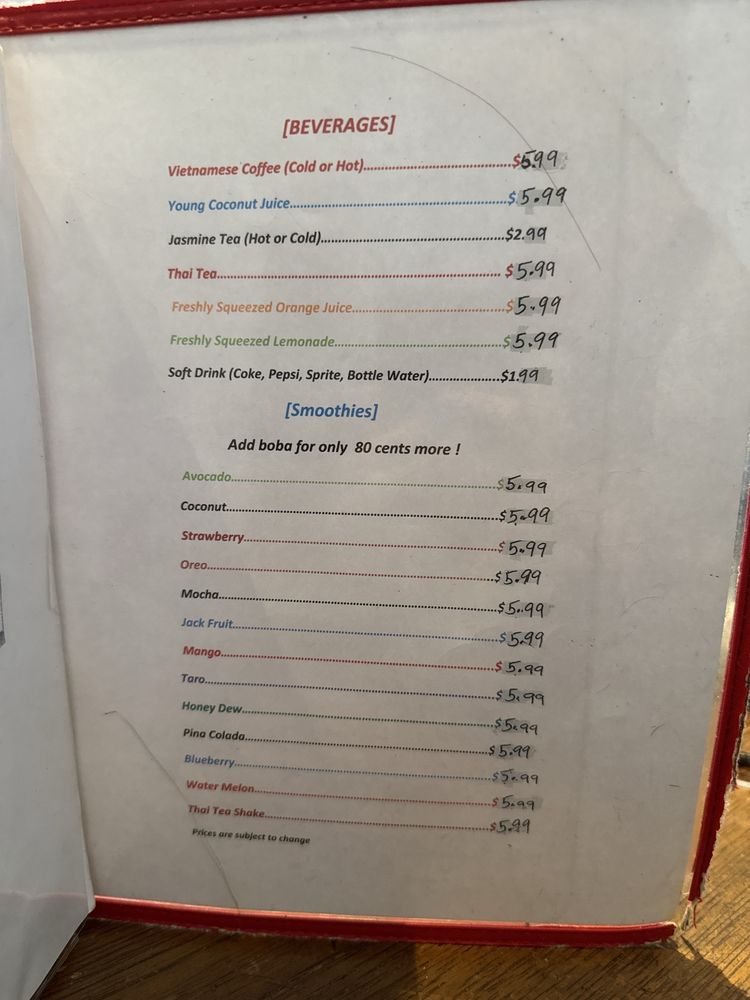 [BEVERAGES]
Vietnamese Coffee (Cold or Hot)..........$5.99
Young Coconut Juice..........$5.99
Jasmine Tea (Hot or Cold)..........$2.99
Thai Tea..........$5.99
Freshly Squeezed Orange Juice..........$5.99
Freshly Squeezed Lemonade..........$5.99
Soft Drink (Coke, Pepsi, Sprite, Bottle Water)..........$1.99
[Smoothies]
Add boba for only 80 cents more !
Avocado..........$5.99
Coconut..........$5.99
Strawberry..........$5.99
Oreo..........$5.99
Mocha..........$5.99
Jack Fruit..........$5.99
Mango..........$5.99
Taro..........$5.99
Honey Dew..........$5.99
Pina Colada..........$5.99
Blueberry..........$5.99
Water Melon..........$5.99
Thai Tea Shake..........$5.99
Prices are subject to change